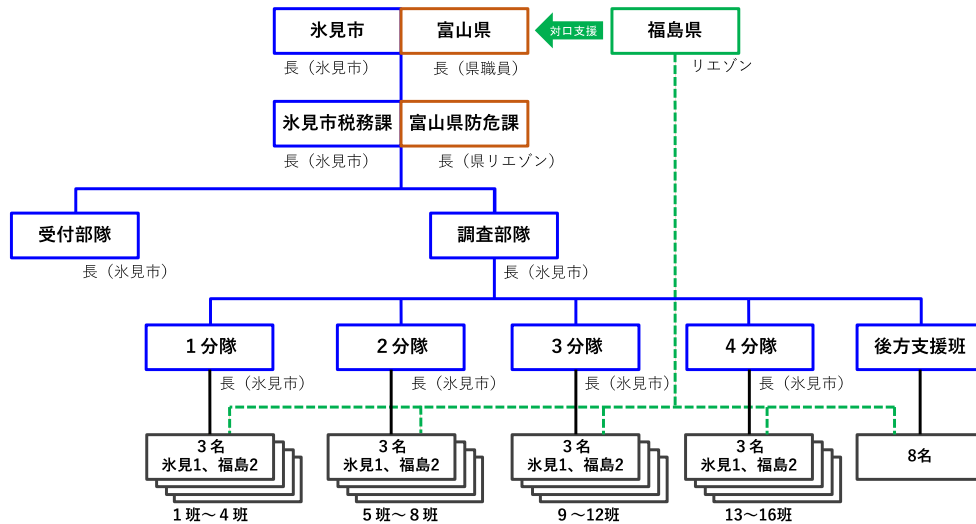 氷見市
富山県
対口支援
福島県
長（氷見市）
長（県職員）
リエゾン
氷見市税務課
富山県防危課
長（氷見市）
長（県リエゾン）
受付部隊
調査部隊
長（氷見市）
長（氷見市）
1分隊
2分隊
3分隊
4分隊
後方支援班
長（氷見市）
長（氷見市）
長（氷見市）
長（氷見市）
3名
氷見1、福島2
3名
氷見1、福島2
3名
氷見1、福島2
3名
氷見1、福島2
8名
1班～4班
5班～8班
9～12班
13～16班